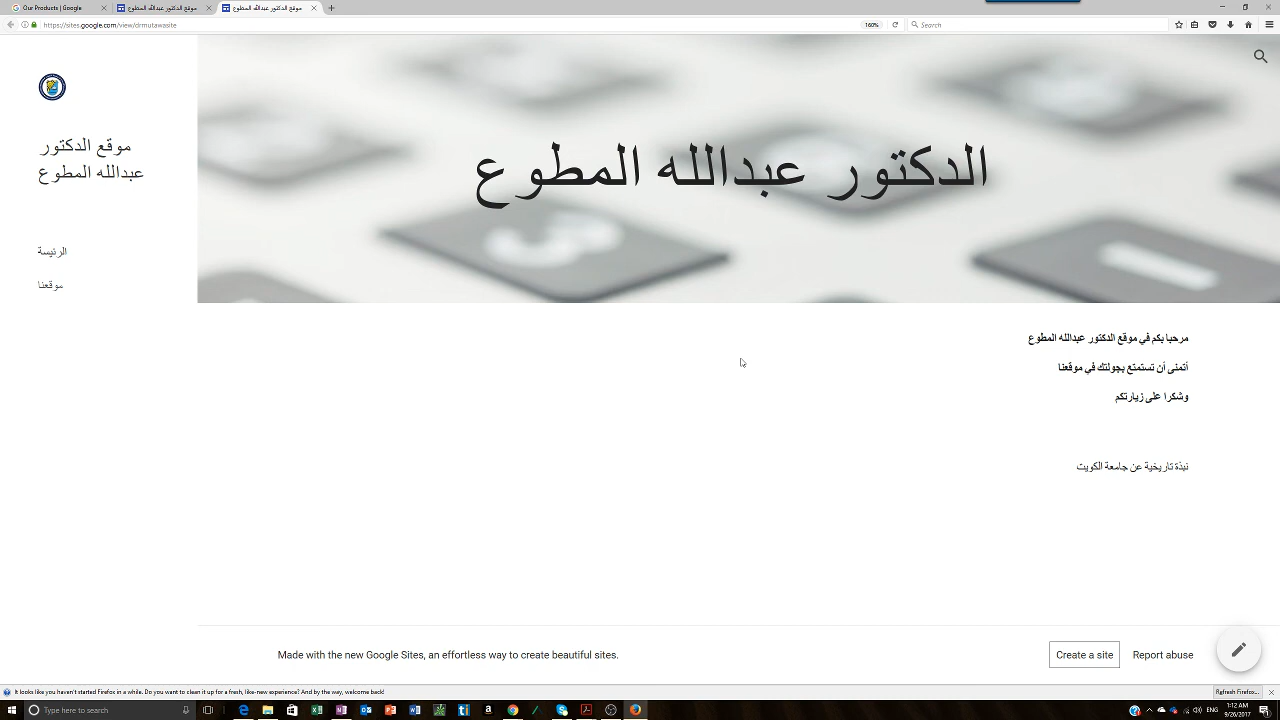 Our Products | Google
موقع الدكتور عبدالله المطوع
موقع الدكتور عبدالله المطوع
https://sites.google.com/view/drmutawasite
160%
Search
موقع الدكتور
عبدالله المطوع
الرئيسة
موقعنا
الدكتور عبدالله المطوع
مرحبا بكم في موقع الدكتور عبدالله المطوع
أتمنى أن تستمتع بجولتك في موقعنا
وشكرا على زيارتكم
نبذة تاريخية عن جامعة الكويت
Made with the new Google Sites, an effortless way to create beautiful sites.
Create a site
Report abuse
It looks like you haven't started Firefox in a while. Do you want to clean it up for a fresh, like-new experience? And by the way, welcome back!
Refresh Firefox...
Type here to search
ENG
1:12 AM
9/26/2017